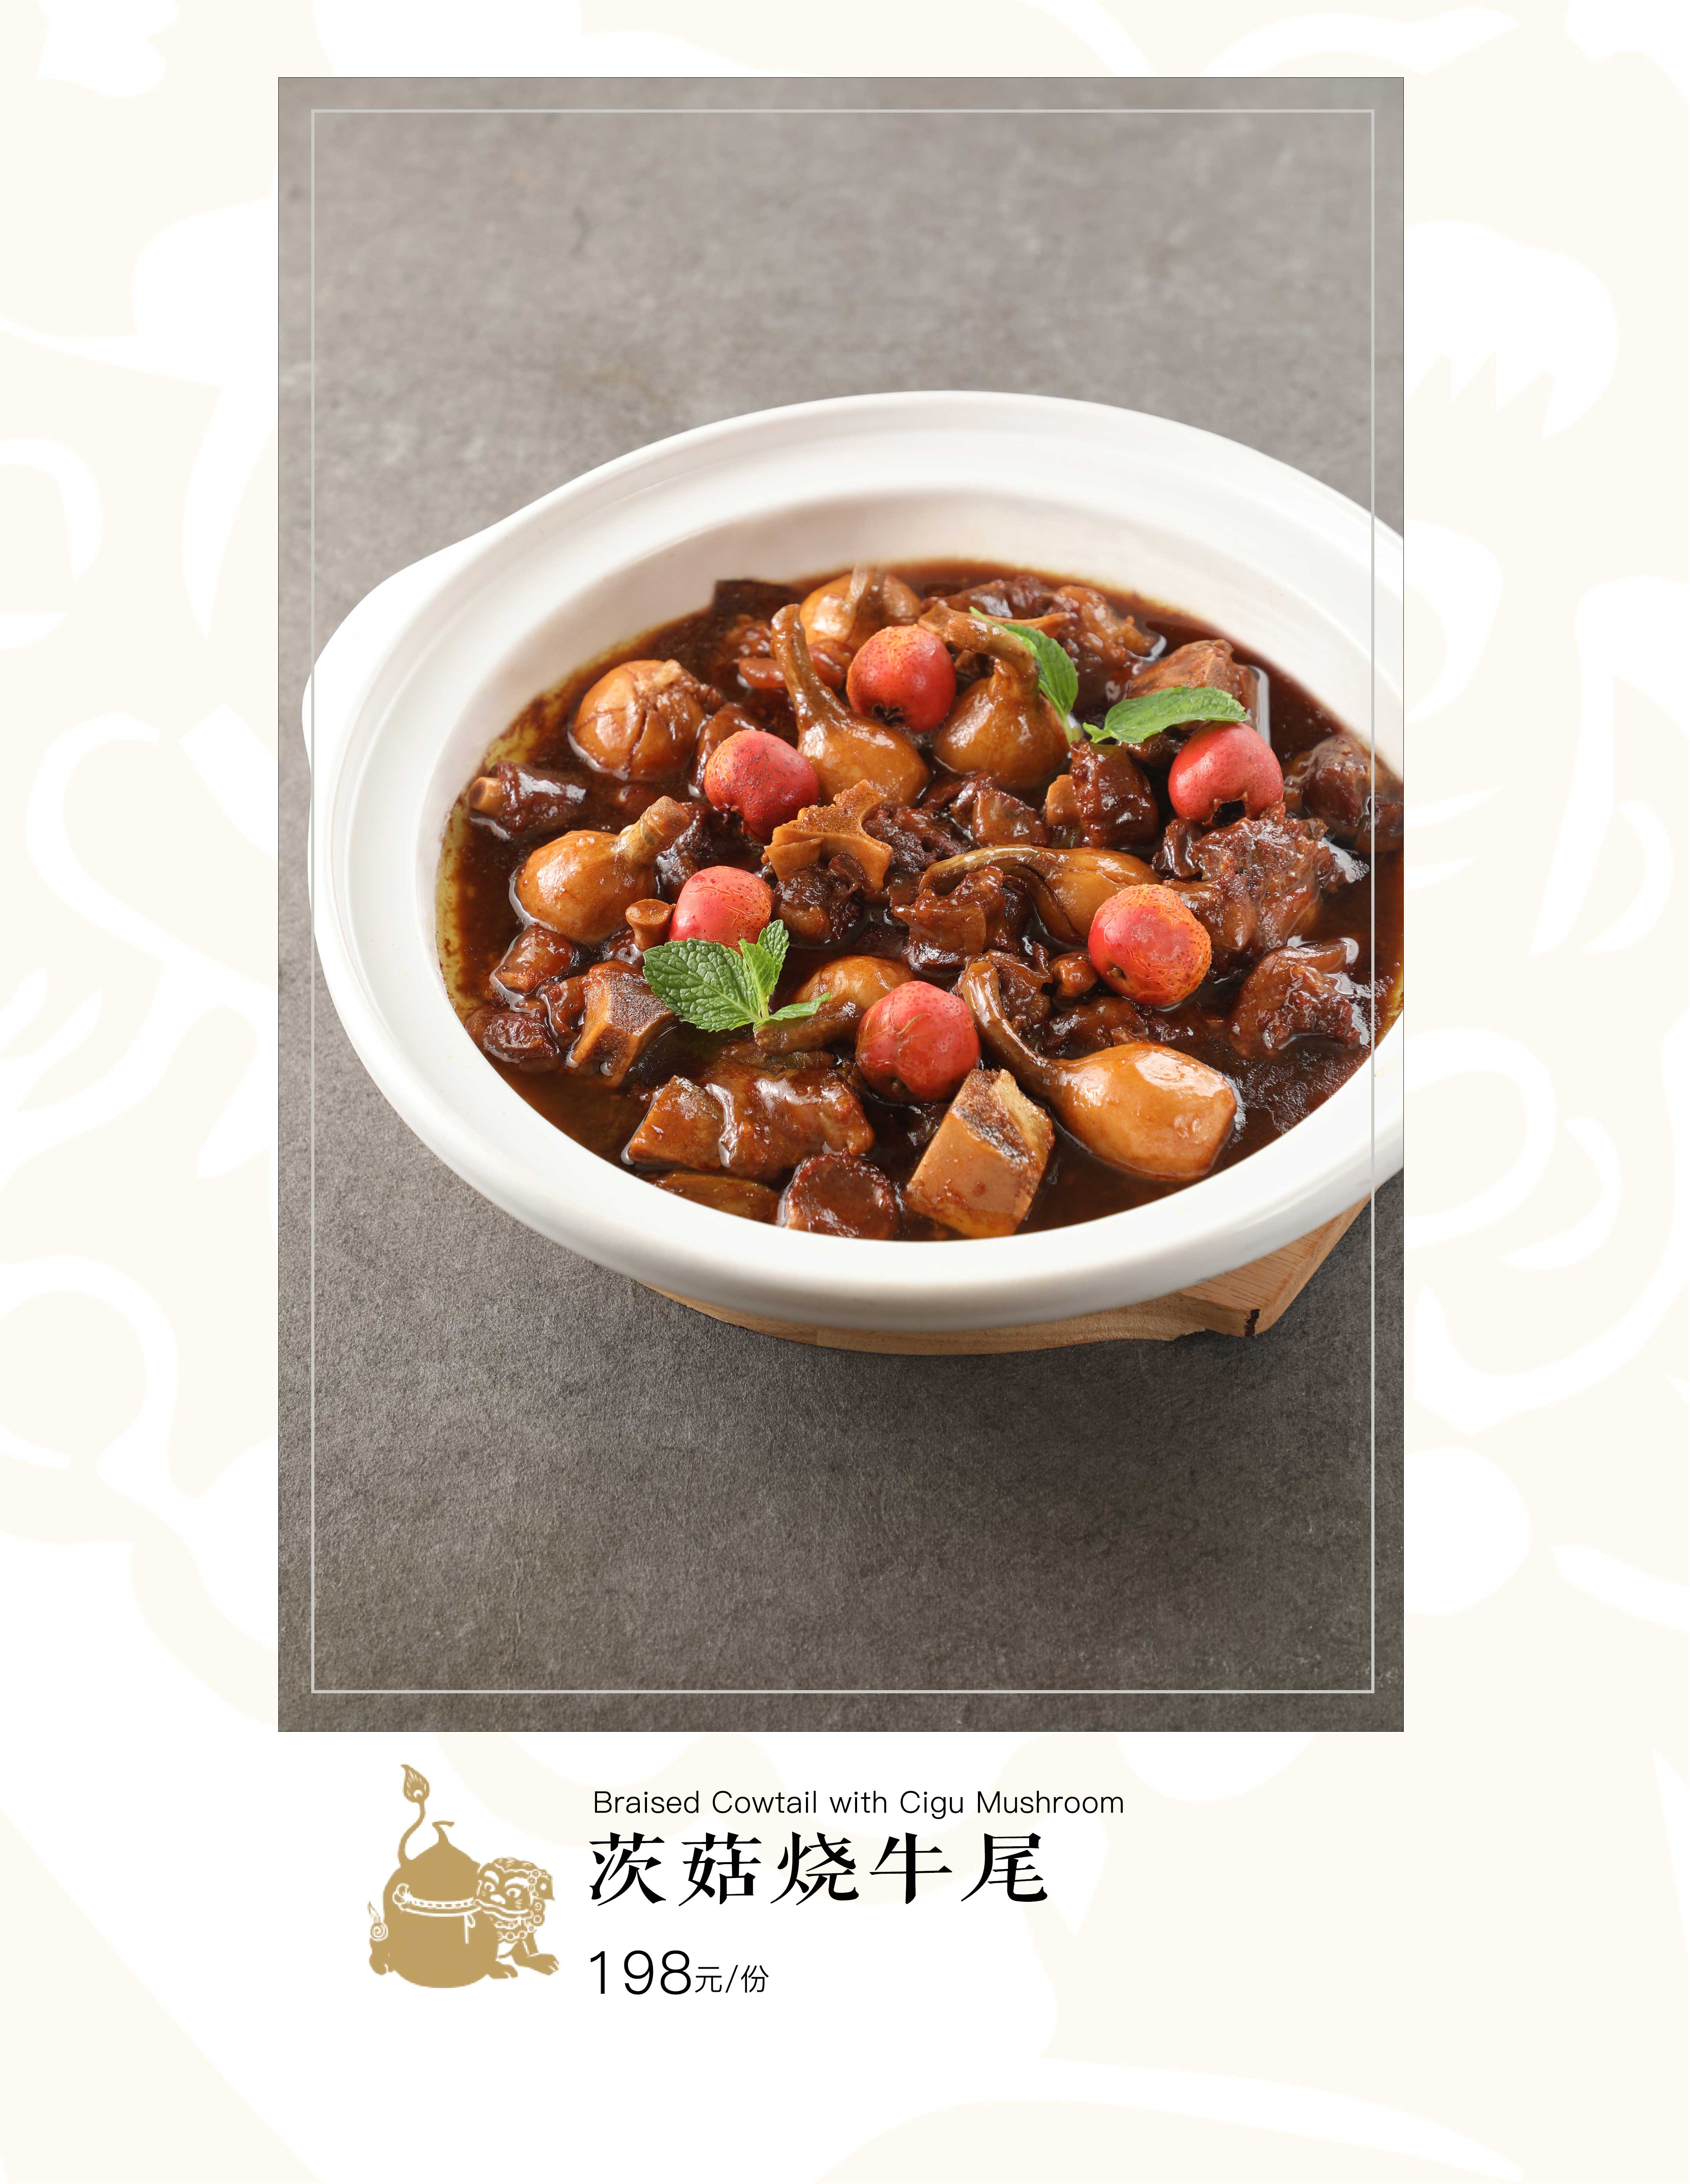 Braised Cowtail with Cigu Mushroom
茨菇烧牛尾
198元/份